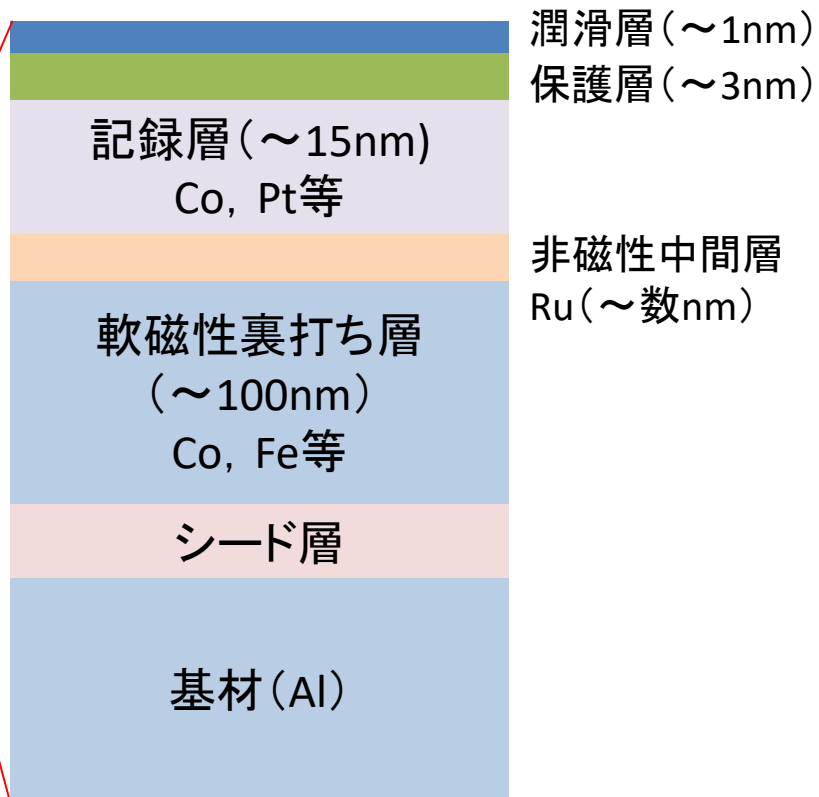 潤滑層（～1nm）
保護層（～3nm）
記録層（～15nm)
Co，Pt等
非磁性中間層
Ru（～数nm）
軟磁性裏打ち層
（～100nm）
Co，Fe等
シード層
基材（Al）